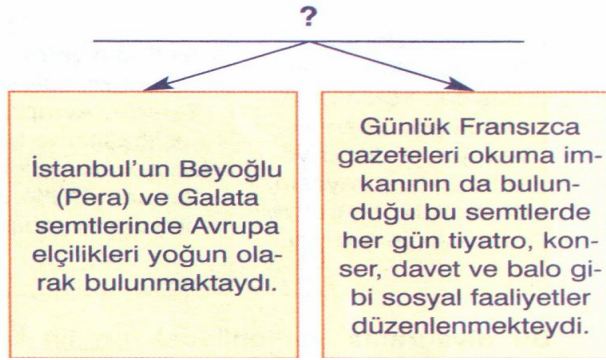 ?
İstanbul'un Beyoğlu
(Pera) ve Galata
semtlerinde Avrupa
elçilikleri yoğun ola-
rak bulunmaktaydı.
Günlük Fransızca
gazeteleri okuma im-
kanının da bulun-
duğu bu semtlerde
her gün tiyatro, kon-
ser, davet ve balo gi-
bi sosyal faaliyetler
düzenlenmekteydi.